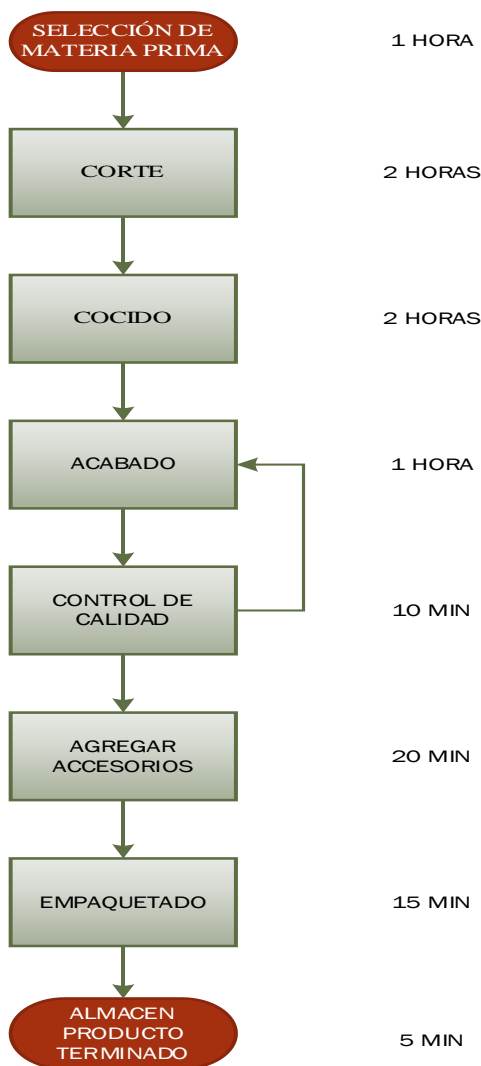 SELECCIÓN DE
MATERIA PRIMA
1 HORA
CORTE
2 HORAS
COCIDO
2 HORAS
ACABADO
1 HORA
CONTROL DE
CALIDAD
10 MIN
AGREGAR
ACCESORIOS
20 MIN
EMPAQUETADO
15 MIN
ALMACEN
PRODUCTO
TERMINADO
5 MIN